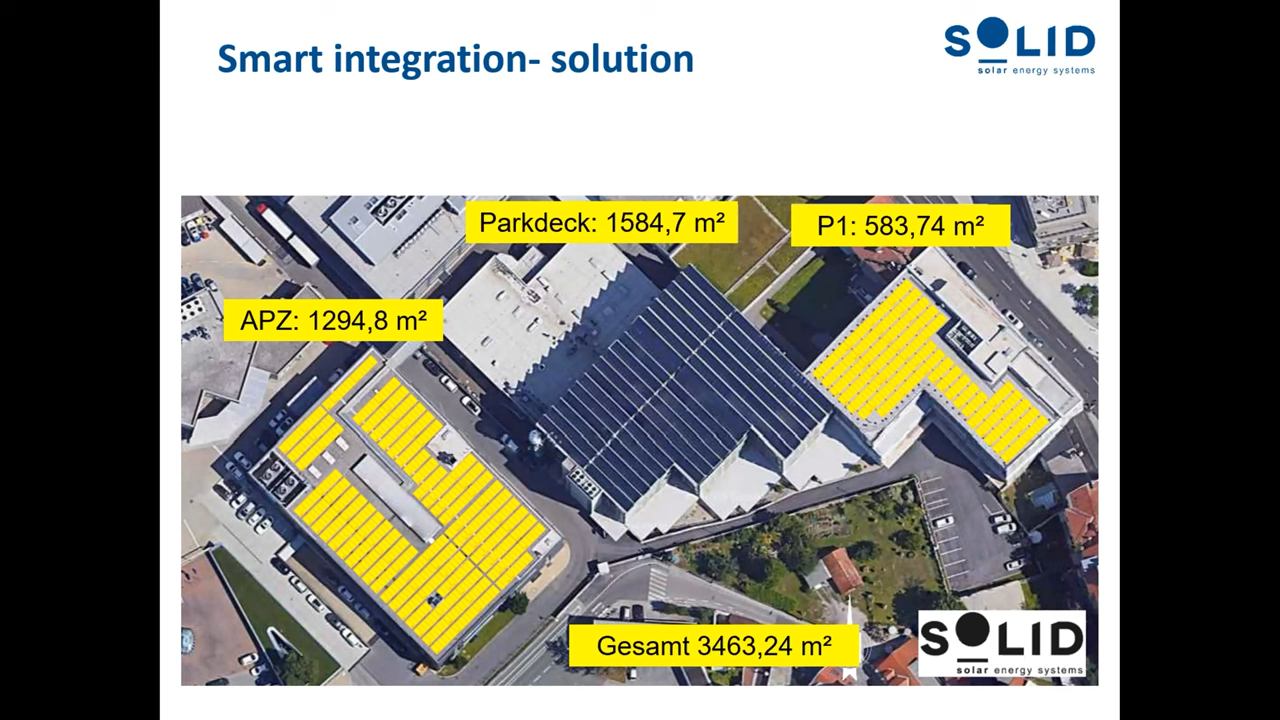 Smart integration- solution
SOLID
solar energy systems
Parkdeck: 1584,7 m²
P1: 583,74 m²
APZ: 1294,8 m²
Gesamt 3463,24 m²
SOLID
solar energy systems